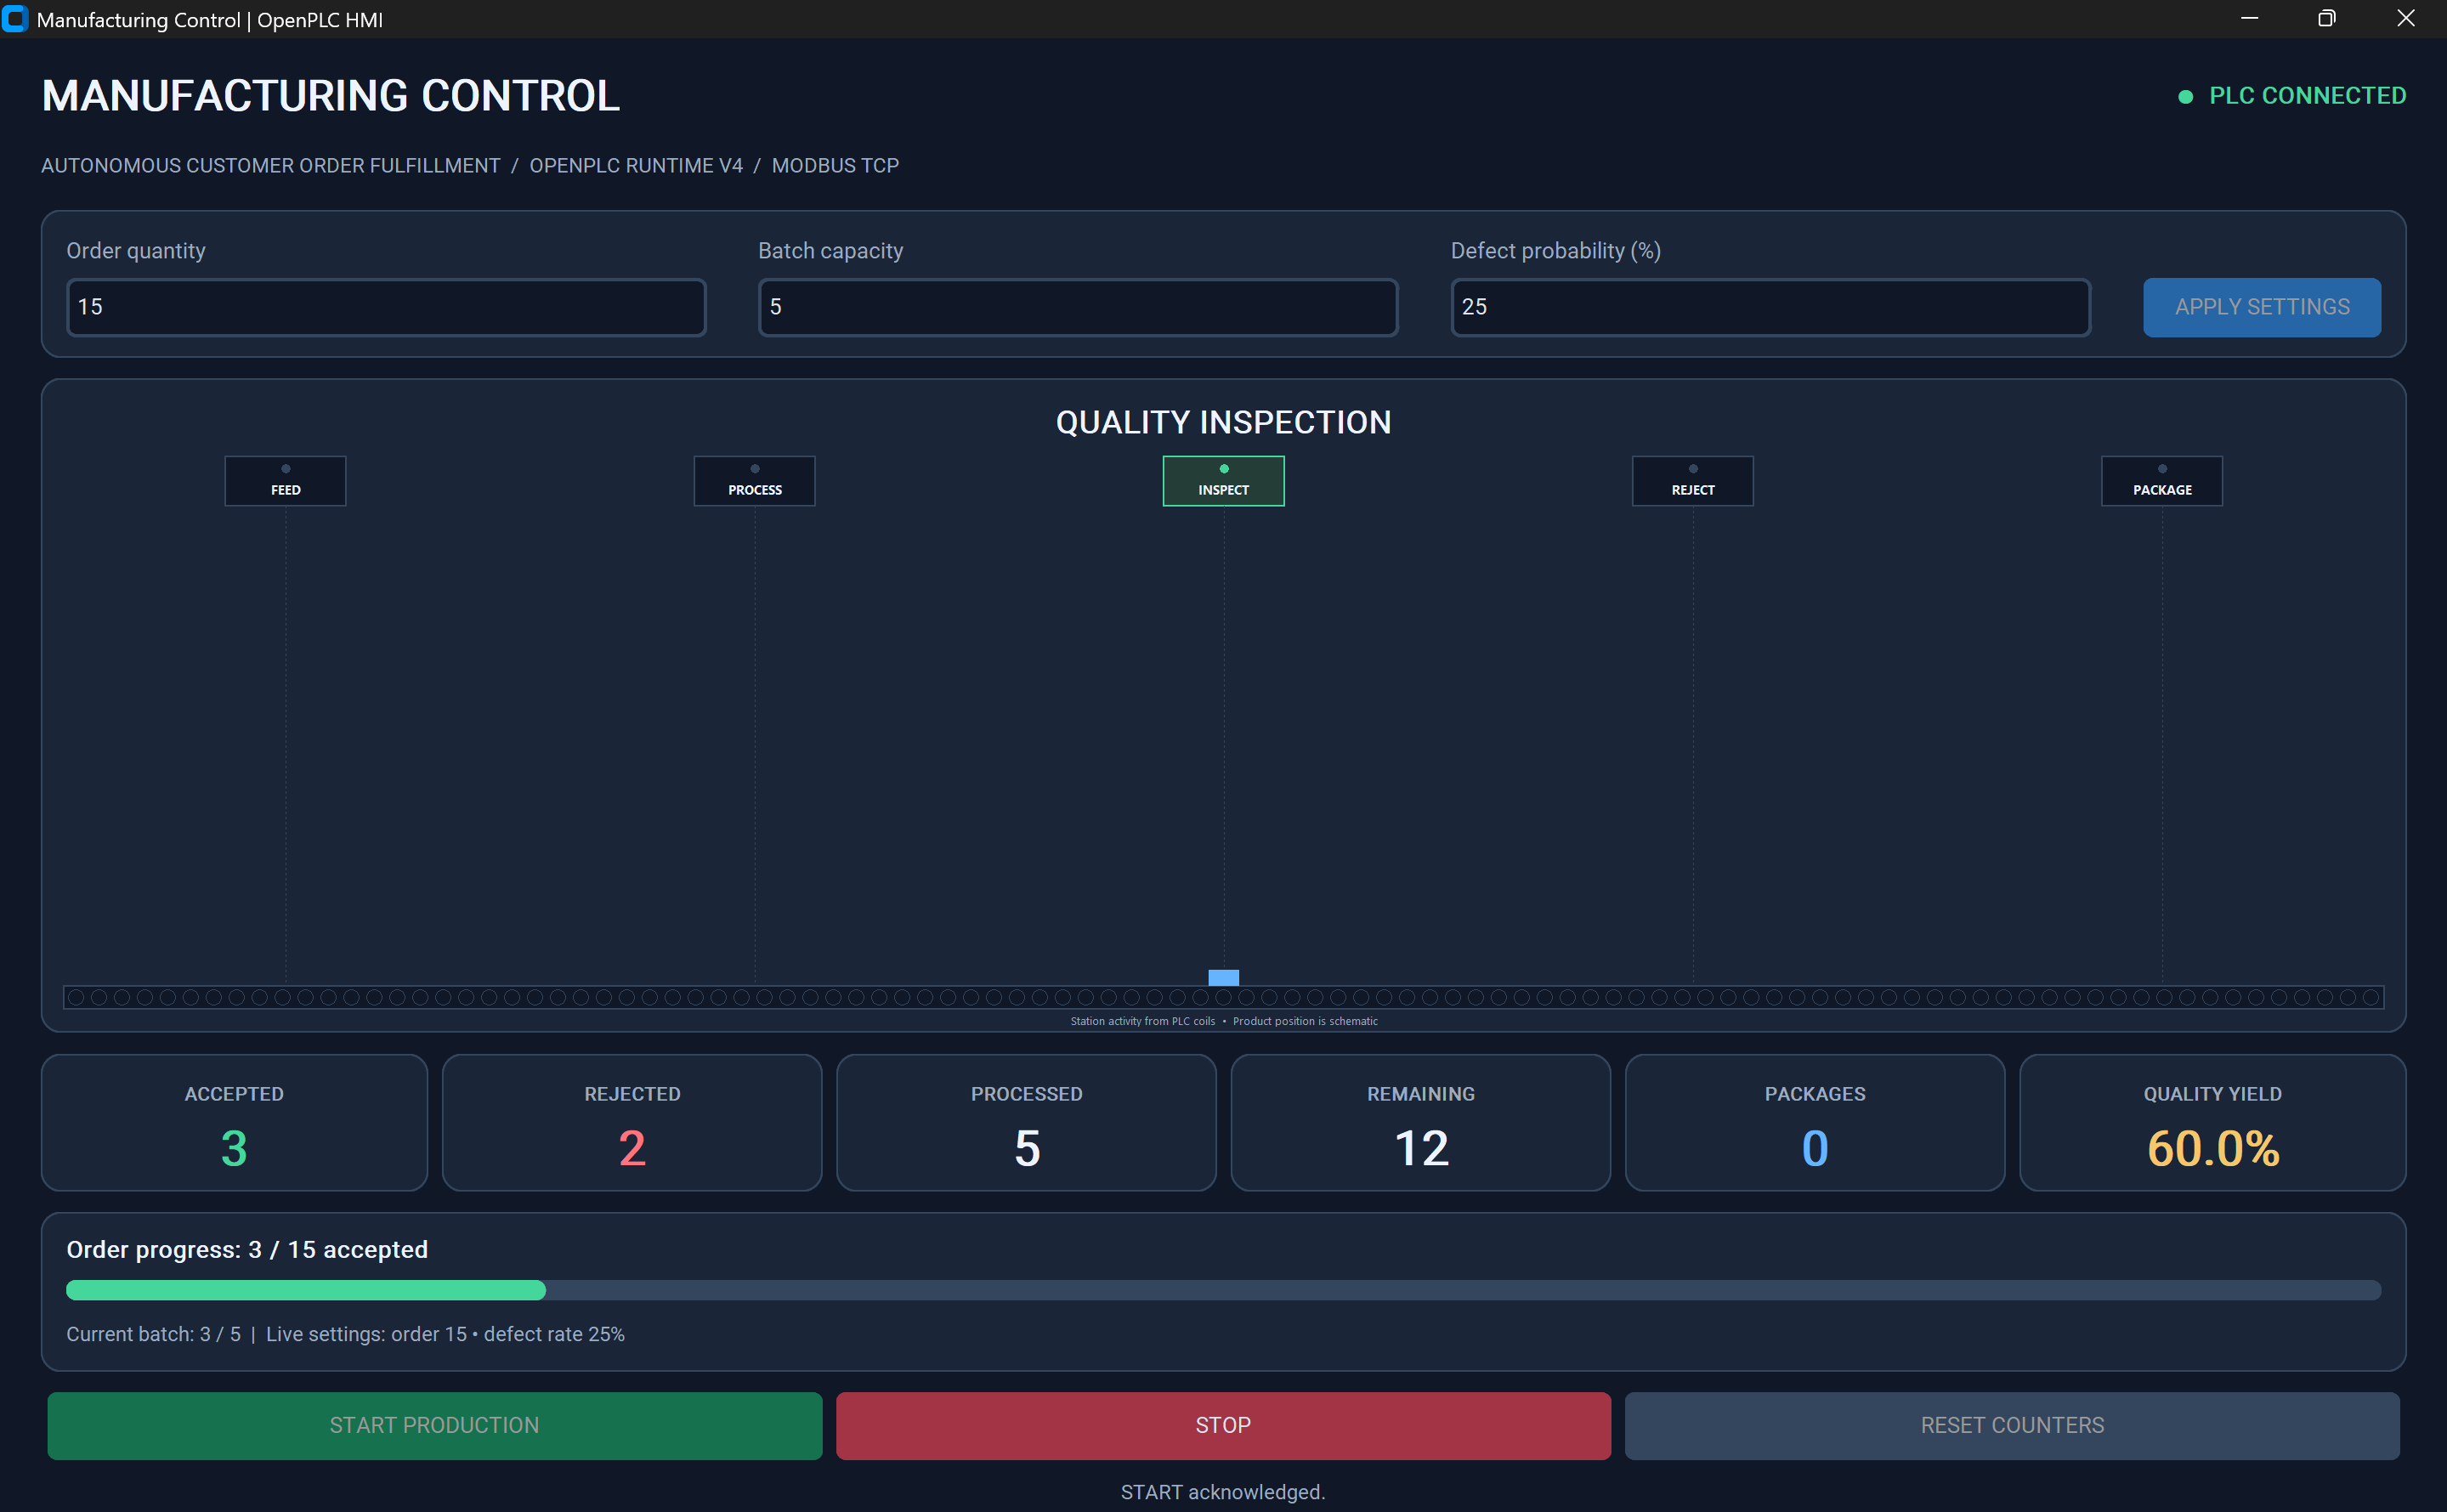 Manufacturing Control | OpenPLC HMI
MANUFACTURING CONTROL
PLC CONNECTED
AUTONOMOUS CUSTOMER ORDER FULFILLMENT / OPENPLC RUNTIME V4 / MODBUS TCP
Order quantity
Batch capacity
Defect probability (%)
15
5
25
APPLY SETTINGS
QUALITY INSPECTION
FEED
PROCESS
INSPECT
REJECT
PACKAGE
Station activity from PLC coils • Product position is schematic
ACCEPTED
3
REJECTED
2
PROCESSED
5
REMAINING
12
PACKAGES
0
QUALITY YIELD
60.0%
Order progress: 3 / 15 accepted
Current batch: 3 / 5 | Live settings: order 15 • defect rate 25%
START PRODUCTION
STOP
RESET COUNTERS
START acknowledged.